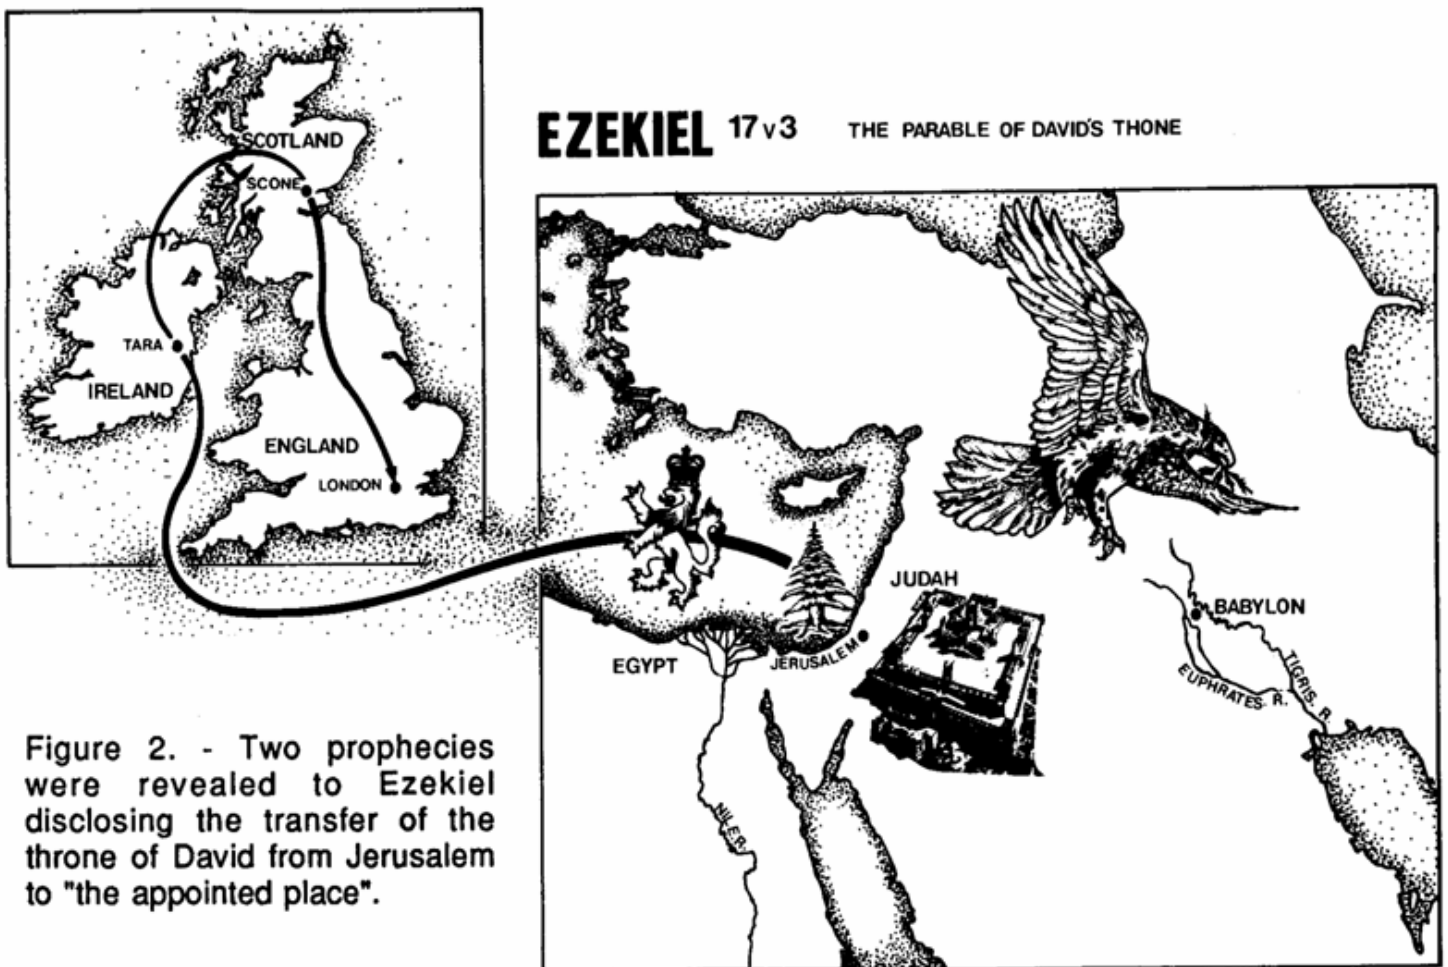 SCOTLAND
SCONE
TARA
IRELAND
ENGLAND
LONDON
EZEKIEL 17 v 3 THE PARABLE OF DAVID'S THONE
JUDAH
BABYLON
EGYPT
JERUSALEM
EUPHRATES. R.
TIGRIS. R.
NILE R.
Figure 2. - Two prophecies
were revealed to Ezekiel
disclosing the transfer of the
throne of David from Jerusalem
to "the appointed place".